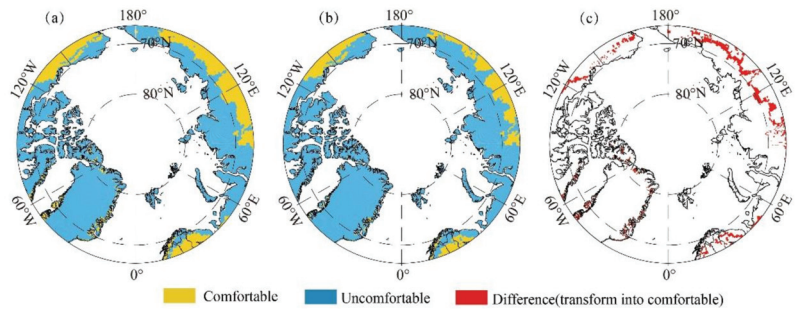 (a)
180°
70°N
80°N
120°W
120°E
60°W
60°E
0°
(b)
180°
70°N
80°N
120°W
120°E
60°W
60°E
0°
(c)
180°
70°N
80°N
120°W
120°E
60°W
60°E
0°
Comfortable
Uncomfortable
Difference(transform into comfortable)